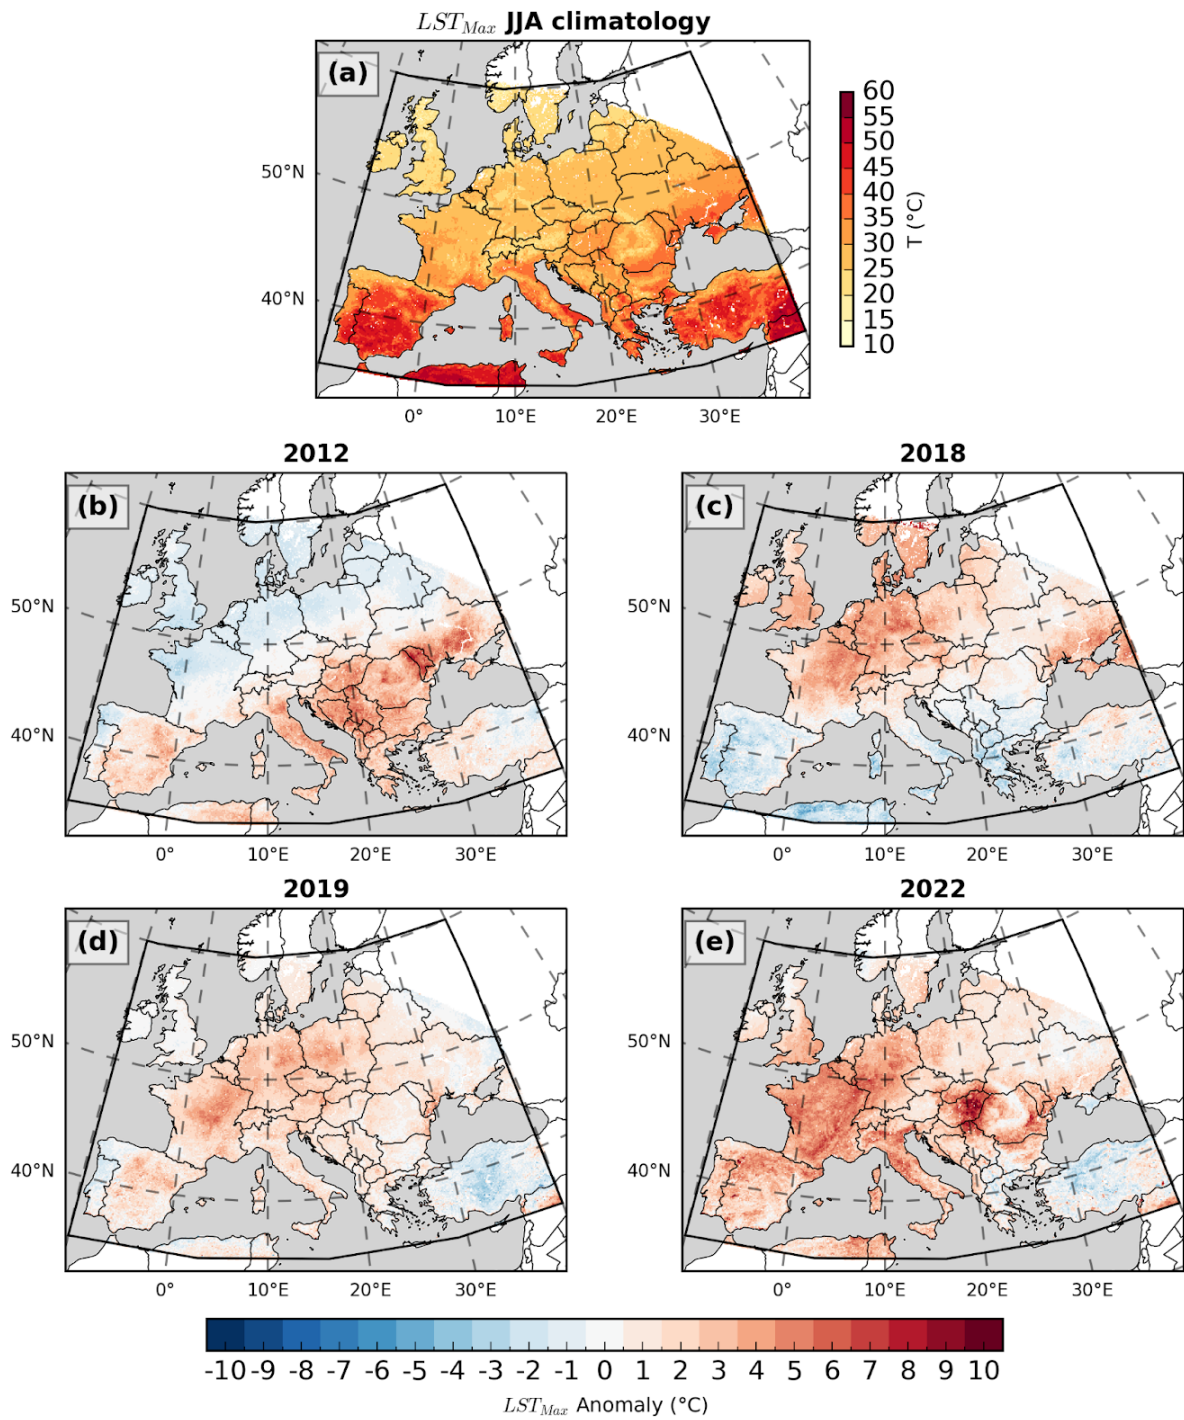 LST_Max JJA climatology
(a)
50°N
40°N
0° 10°E 20°E 30°E
60
55
50
45
40
35
30
25
20
15
10
T (°C)
2012
(b)
50°N
40°N
0° 10°E 20°E 30°E
2018
(c)
50°N
40°N
0° 10°E 20°E 30°E
2019
(d)
50°N
40°N
0° 10°E 20°E 30°E
2022
(e)
50°N
40°N
0° 10°E 20°E 30°E
-10 -9 -8 -7 -6 -5 -4 -3 -2 -1 0 1 2 3 4 5 6 7 8 9 10
LST_Max Anomaly (°C)